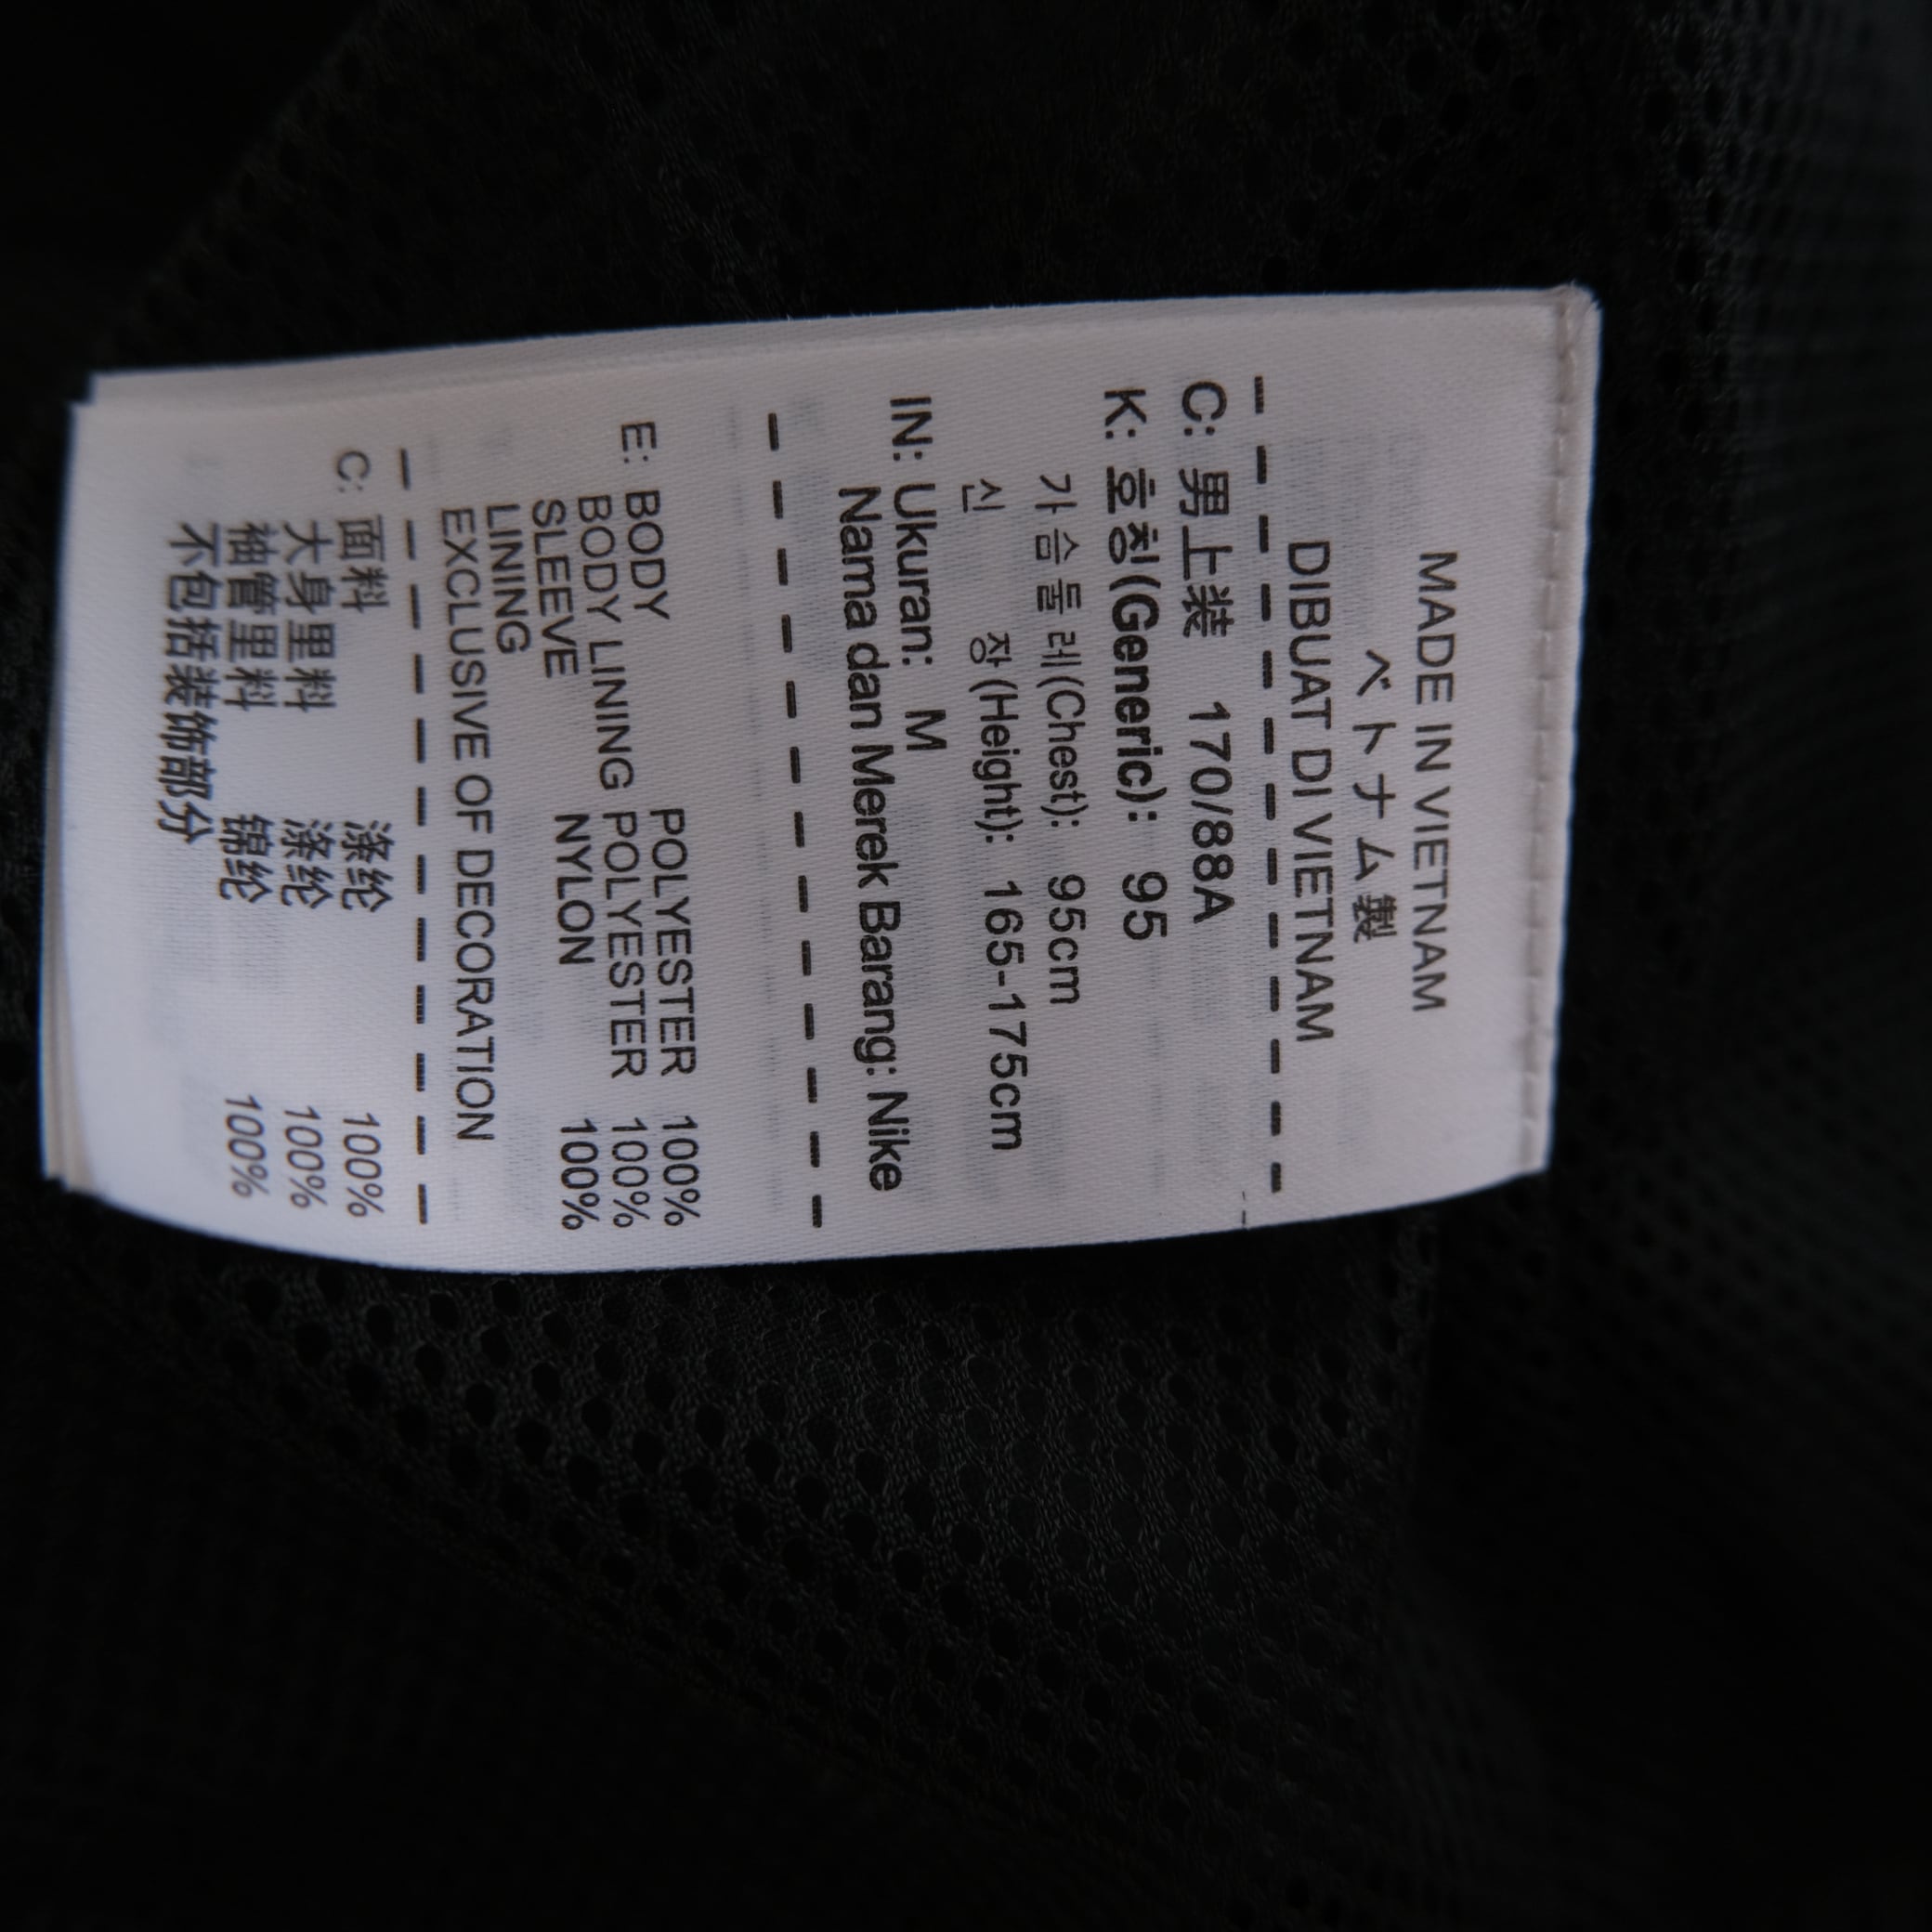 MADE IN VIETNAM
ベトナム製
DIBUAT DI VIETNAM
C: 男上装 170/88A
K: 호칭(Generic): 95
가슴둘레(Chest): 95cm
신 장(Height): 165-175cm
IN: Ukuran: M
Nama dan Merek Barang: Nike
E: BODY POLYESTER 100%
BODY LINING POLYESTER 100%
SLEEVE NYLON 100%
LINING
EXCLUSIVE OF DECORATION
C: 面料 涤纶 100%
大身里料 涤纶 100%
袖管里料 锦纶 100%
不包括装饰部分